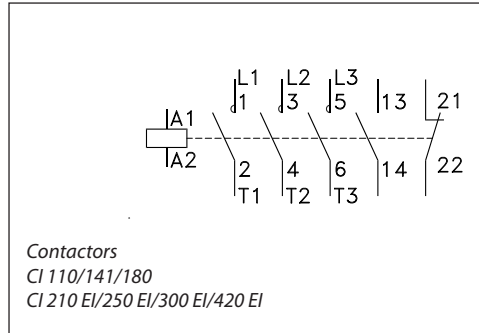 L1 L2 L3
A1 1 3 5 13 21
A2 2 4 6 14 22
T1 T2 T3
Contactors
CI 110/141/180
CI 210 EI/250 EI/300 EI/420 EI